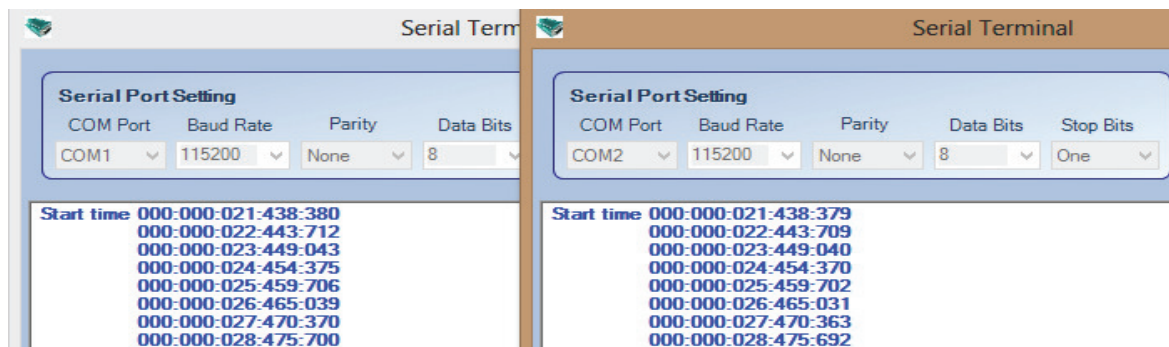 Serial Term
Serial Port Setting
COM Port Baud Rate Parity Data Bits
COM1 115200 None 8
Start time 000:000:021:438:380
000:000:022:443:712
000:000:023:449:043
000:000:024:454:375
000:000:025:459:706
000:000:026:465:039
000:000:027:470:370
000:000:028:475:700
Serial Terminal
Serial Port Setting
COM Port Baud Rate Parity Data Bits Stop Bits
COM2 115200 None 8 One
Start time 000:000:021:438:379
000:000:022:443:709
000:000:023:449:040
000:000:024:454:370
000:000:025:459:702
000:000:026:465:031
000:000:027:470:363
000:000:028:475:692